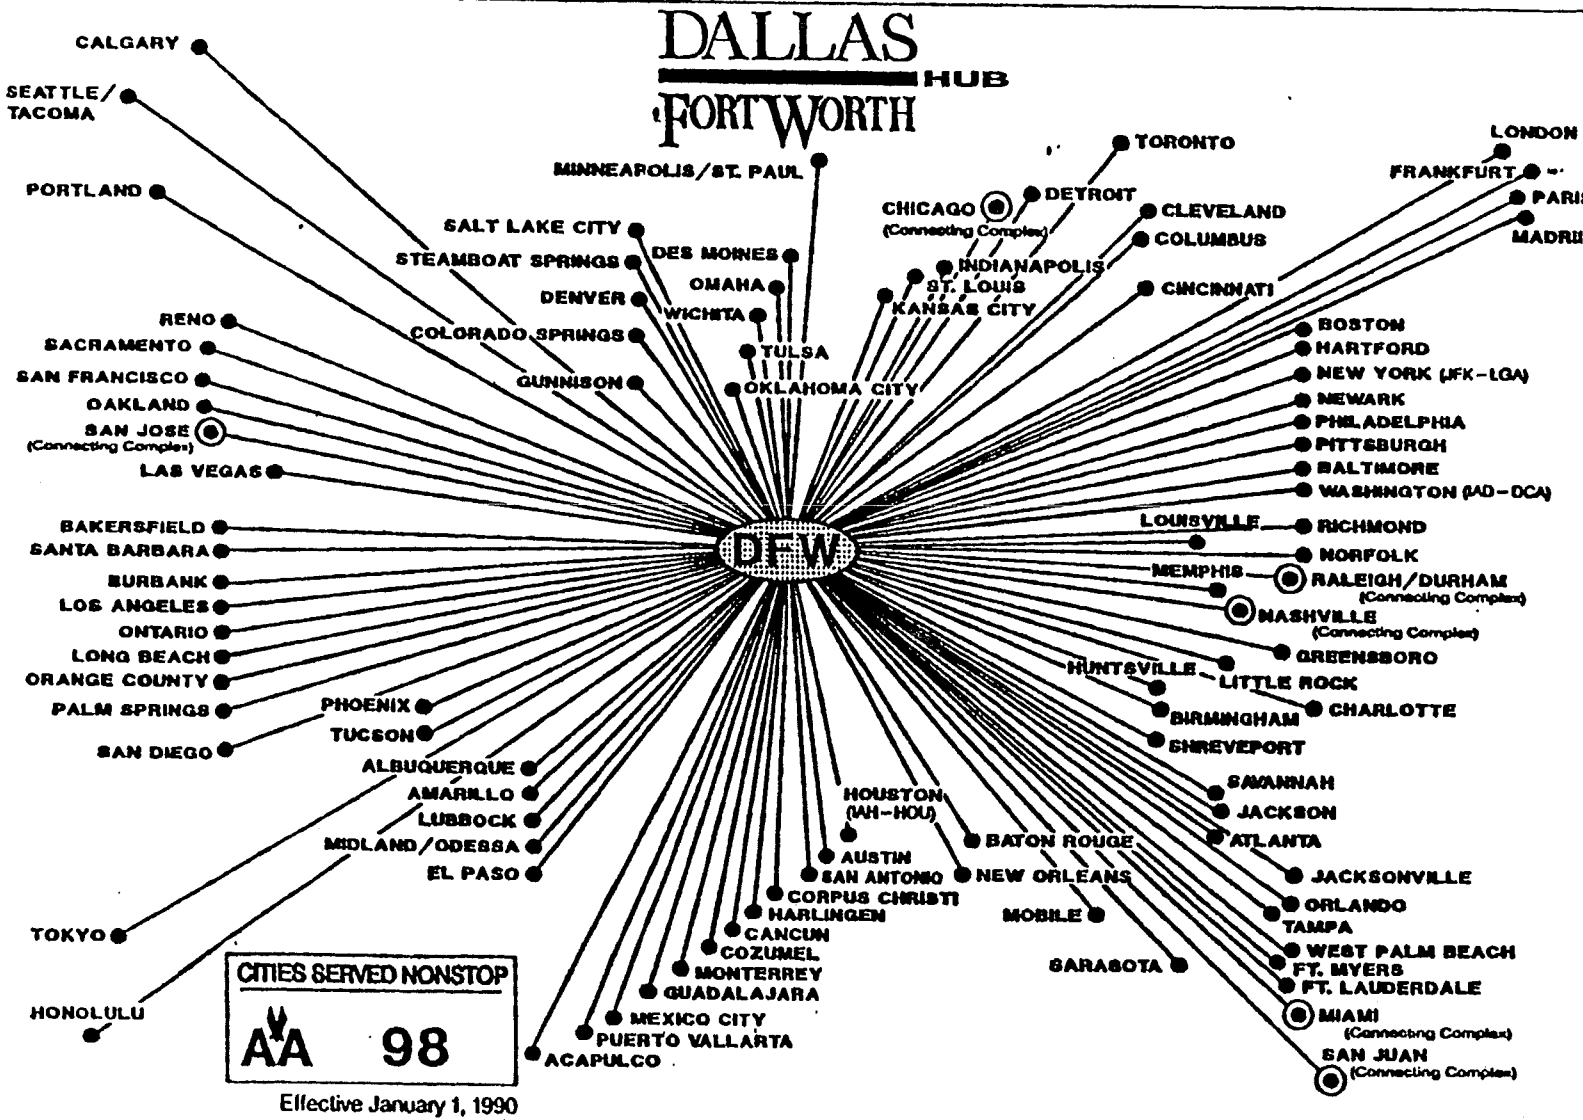 DALLAS
HUB
FORT WORTH
CALGARY
SEATTLE/
TACOMA
PORTLAND
MINNEAPOLIS/ST. PAUL
SALT LAKE CITY
STEAMBOAT SPRINGS
DENVER
COLORADO SPRINGS
GUNNISON
DES MOINES
OMAHA
WICHITA
TULSA
OKLAHOMA CITY
CHICAGO
(Connecting Complex)
TORONTO
DETROIT
CLEVELAND
COLUMBUS
INDIANAPOLIS
ST. LOUIS
KANSAS CITY
CINCINNATI
LONDON
FRANKFURT
PARIS
MADRI
RENO
SACRAMENTO
SAN FRANCISCO
OAKLAND
SAN JOSE
(Connecting Complex)
LAS VEGAS
BAKERSFIELD
SANTA BARBARA
BURBANK
LOS ANGELES
ONTARIO
LONG BEACH
ORANGE COUNTY
PALM SPRINGS
SAN DIEGO
PHOENIX
TUCSON
ALBUQUERQUE
AMARILLO
LUBBOCK
MIDLAND/ODESSA
EL PASO
TOKYO
HONOLULU
DFW
BOSTON
HARTFORD
NEW YORK (JFK-LGA)
NEWARK
PHILADELPHIA
PITTSBURGH
BALTIMORE
WASHINGTON (IAD-DCA)
LOUISVILLE
RICHMOND
NORFOLK
MEMPHIS
RALEIGH/DURHAM
(Connecting Complex)
NASHVILLE
(Connecting Complex)
GREENSBORO
HUNTSVILLE
LITTLE ROCK
BIRMINGHAM
CHARLOTTE
SHREVEPORT
SAVANNAH
JACKSON
ATLANTA
JACKSONVILLE
ORLANDO
TAMPA
WEST PALM BEACH
FT. MYERS
FT. LAUDERDALE
MIAMI
(Connecting Complex)
SAN JUAN
(Connecting Complex)
HOUSTON
(IAH-HOU)
BATON ROUGE
AUSTIN
SAN ANTONIO
NEW ORLEANS
CORPUS CHRISTI
HARLINGEN
MOBILE
CANCUN
COZUMEL
SARASOTA
MONTERREY
GUADALAJARA
MEXICO CITY
PUERTO VALLARTA
ACAPULCO
CITIES SERVED NONSTOP
AA 98
Effective January 1, 1990